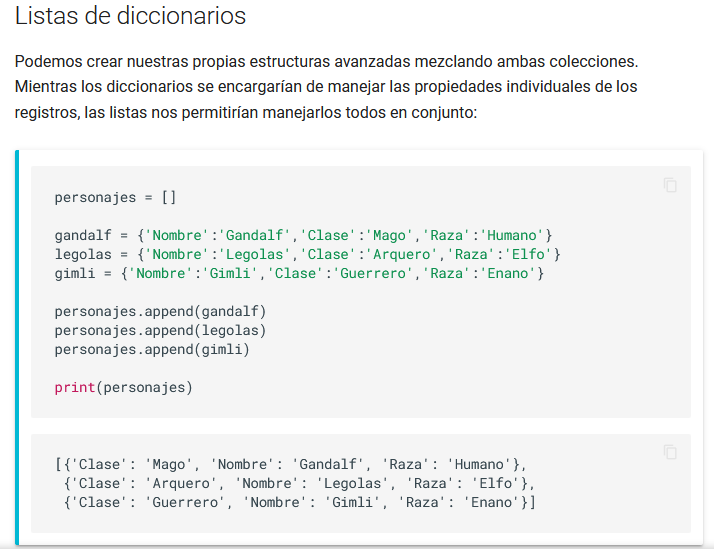 Listas de diccionarios
Podemos crear nuestras propias estructuras avanzadas mezclando ambas colecciones.
Mientras los diccionarios se encargarían de manejar las propiedades individuales de los
registros, las listas nos permitirían manejarlos todos en conjunto:
personajes = []
gandalf = {'Nombre':'Gandalf','Clase':'Mago','Raza':'Humano'}
legolas = {'Nombre':'Legolas','Clase':'Arquero','Raza':'Elfo'}
gimli = {'Nombre':'Gimli','Clase':'Guerrero','Raza':'Enano'}
personajes.append(gandalf)
personajes.append(legolas)
personajes.append(gimli)
print(personajes)
[{'Clase': 'Mago', 'Nombre': 'Gandalf', 'Raza': 'Humano'},
 {'Clase': 'Arquero', 'Nombre': 'Legolas', 'Raza': 'Elfo'},
 {'Clase': 'Guerrero', 'Nombre': 'Gimli', 'Raza': 'Enano'}]